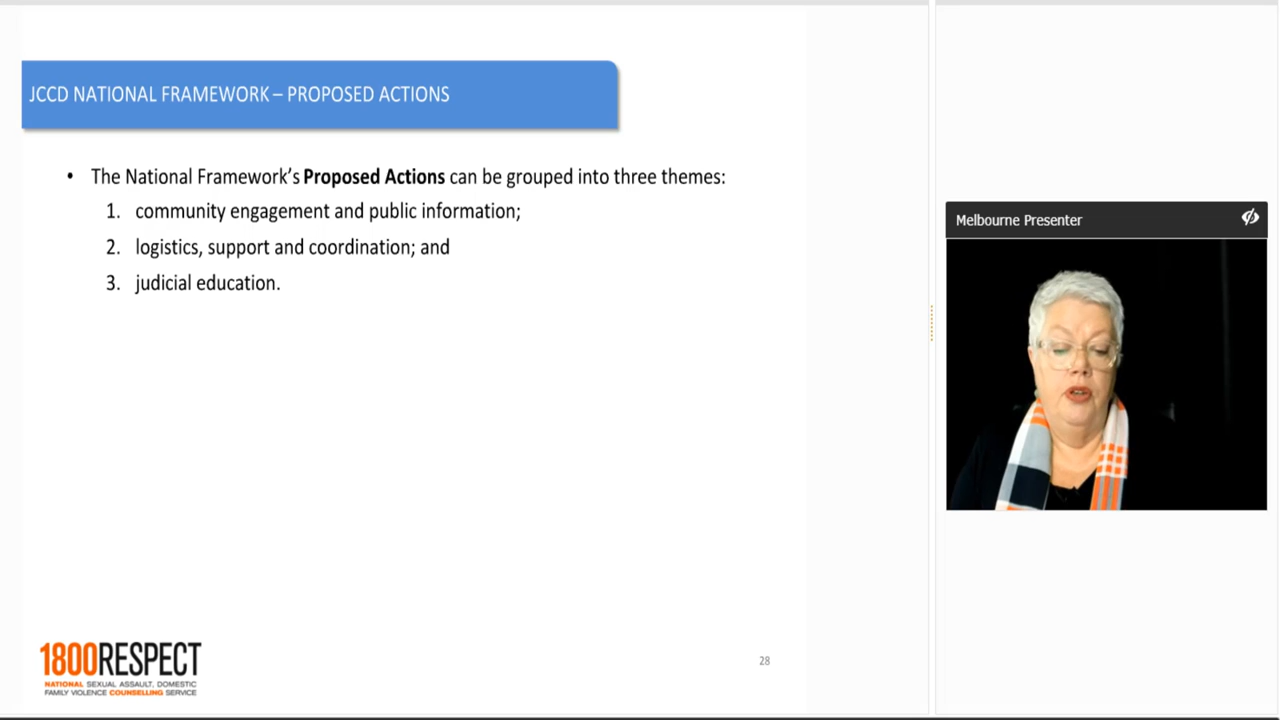 JCCD NATIONAL FRAMEWORK – PROPOSED ACTIONS
• The National Framework's Proposed Actions can be grouped into three themes:
1. community engagement and public information;
2. logistics, support and coordination; and
3. judicial education.
Melbourne Presenter
1800RESPECT
NATIONAL SEXUAL ASSAULT, DOMESTIC
FAMILY VIOLENCE COUNSELLING SERVICE
28